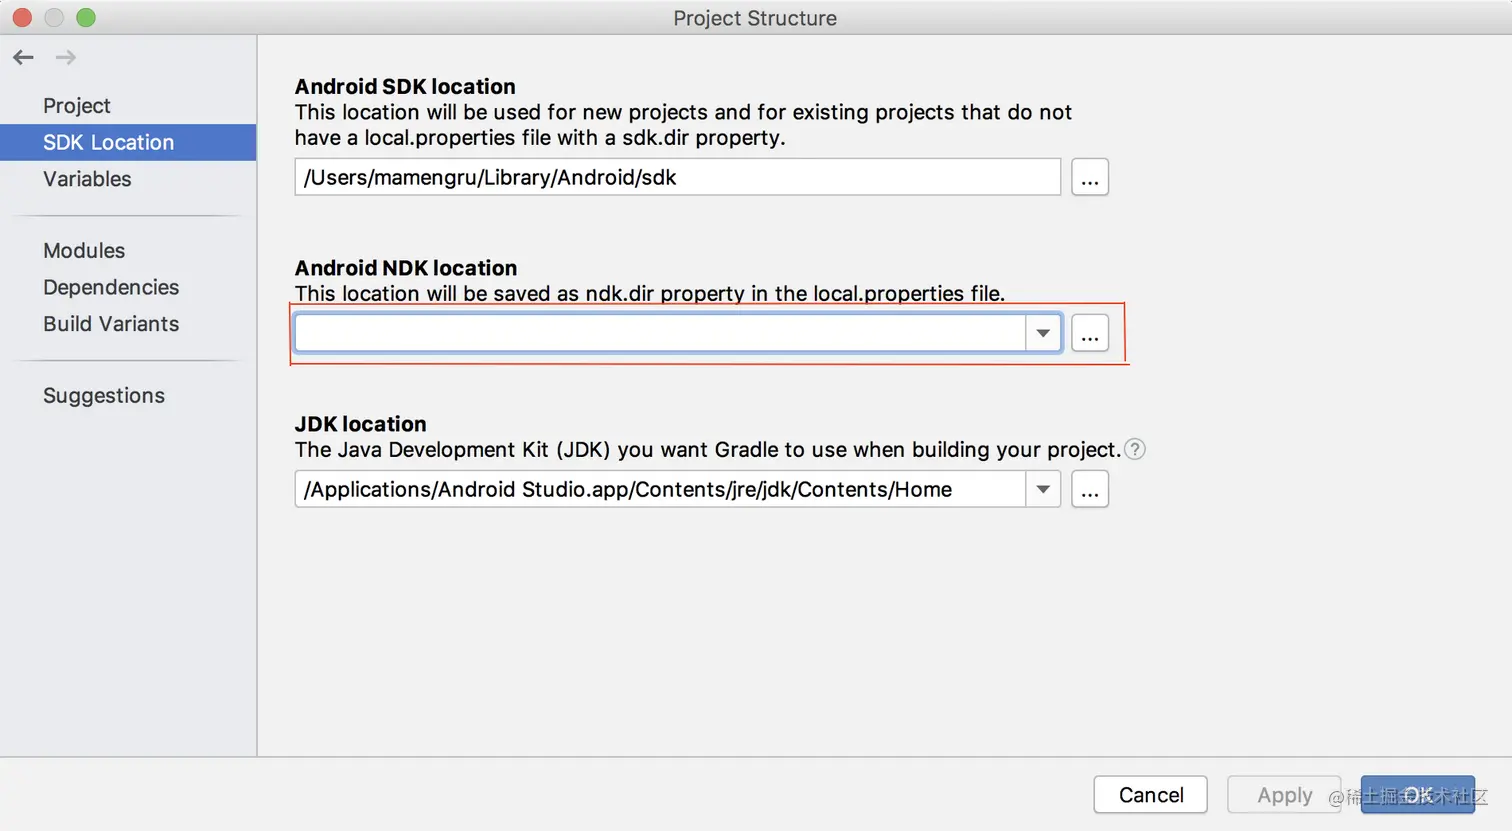 Project Structure
Project
SDK Location
Variables
Modules
Dependencies
Build Variants
Suggestions
Android SDK location
This location will be used for new projects and for existing projects that do not
have a local.properties file with a sdk.dir property.
/Users/mamengru/Library/Android/sdk
...
Android NDK location
This location will be saved as ndk.dir property in the local.properties file.
...
JDK location
The Java Development Kit (JDK) you want Gradle to use when building your project. ?
/Applications/Android Studio.app/Contents/jre/jdk/Contents/Home
...
Cancel
Apply
OK
@稀土掘金技术社区